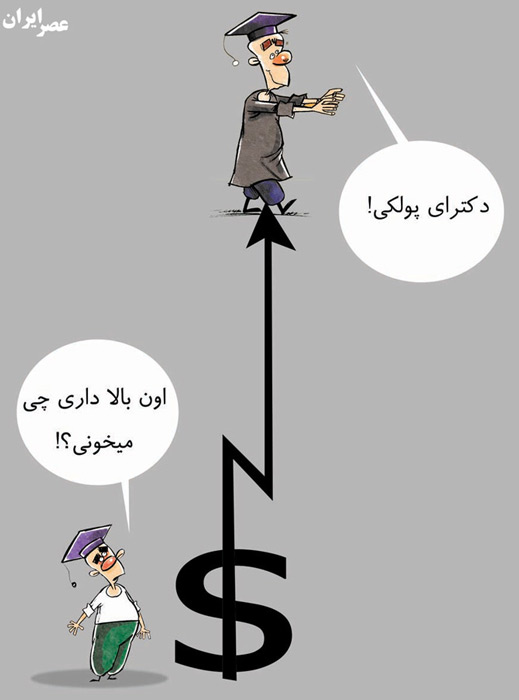 عصرایران
دکترای پولکی!
اون بالا داری چی
میخونی؟!
$